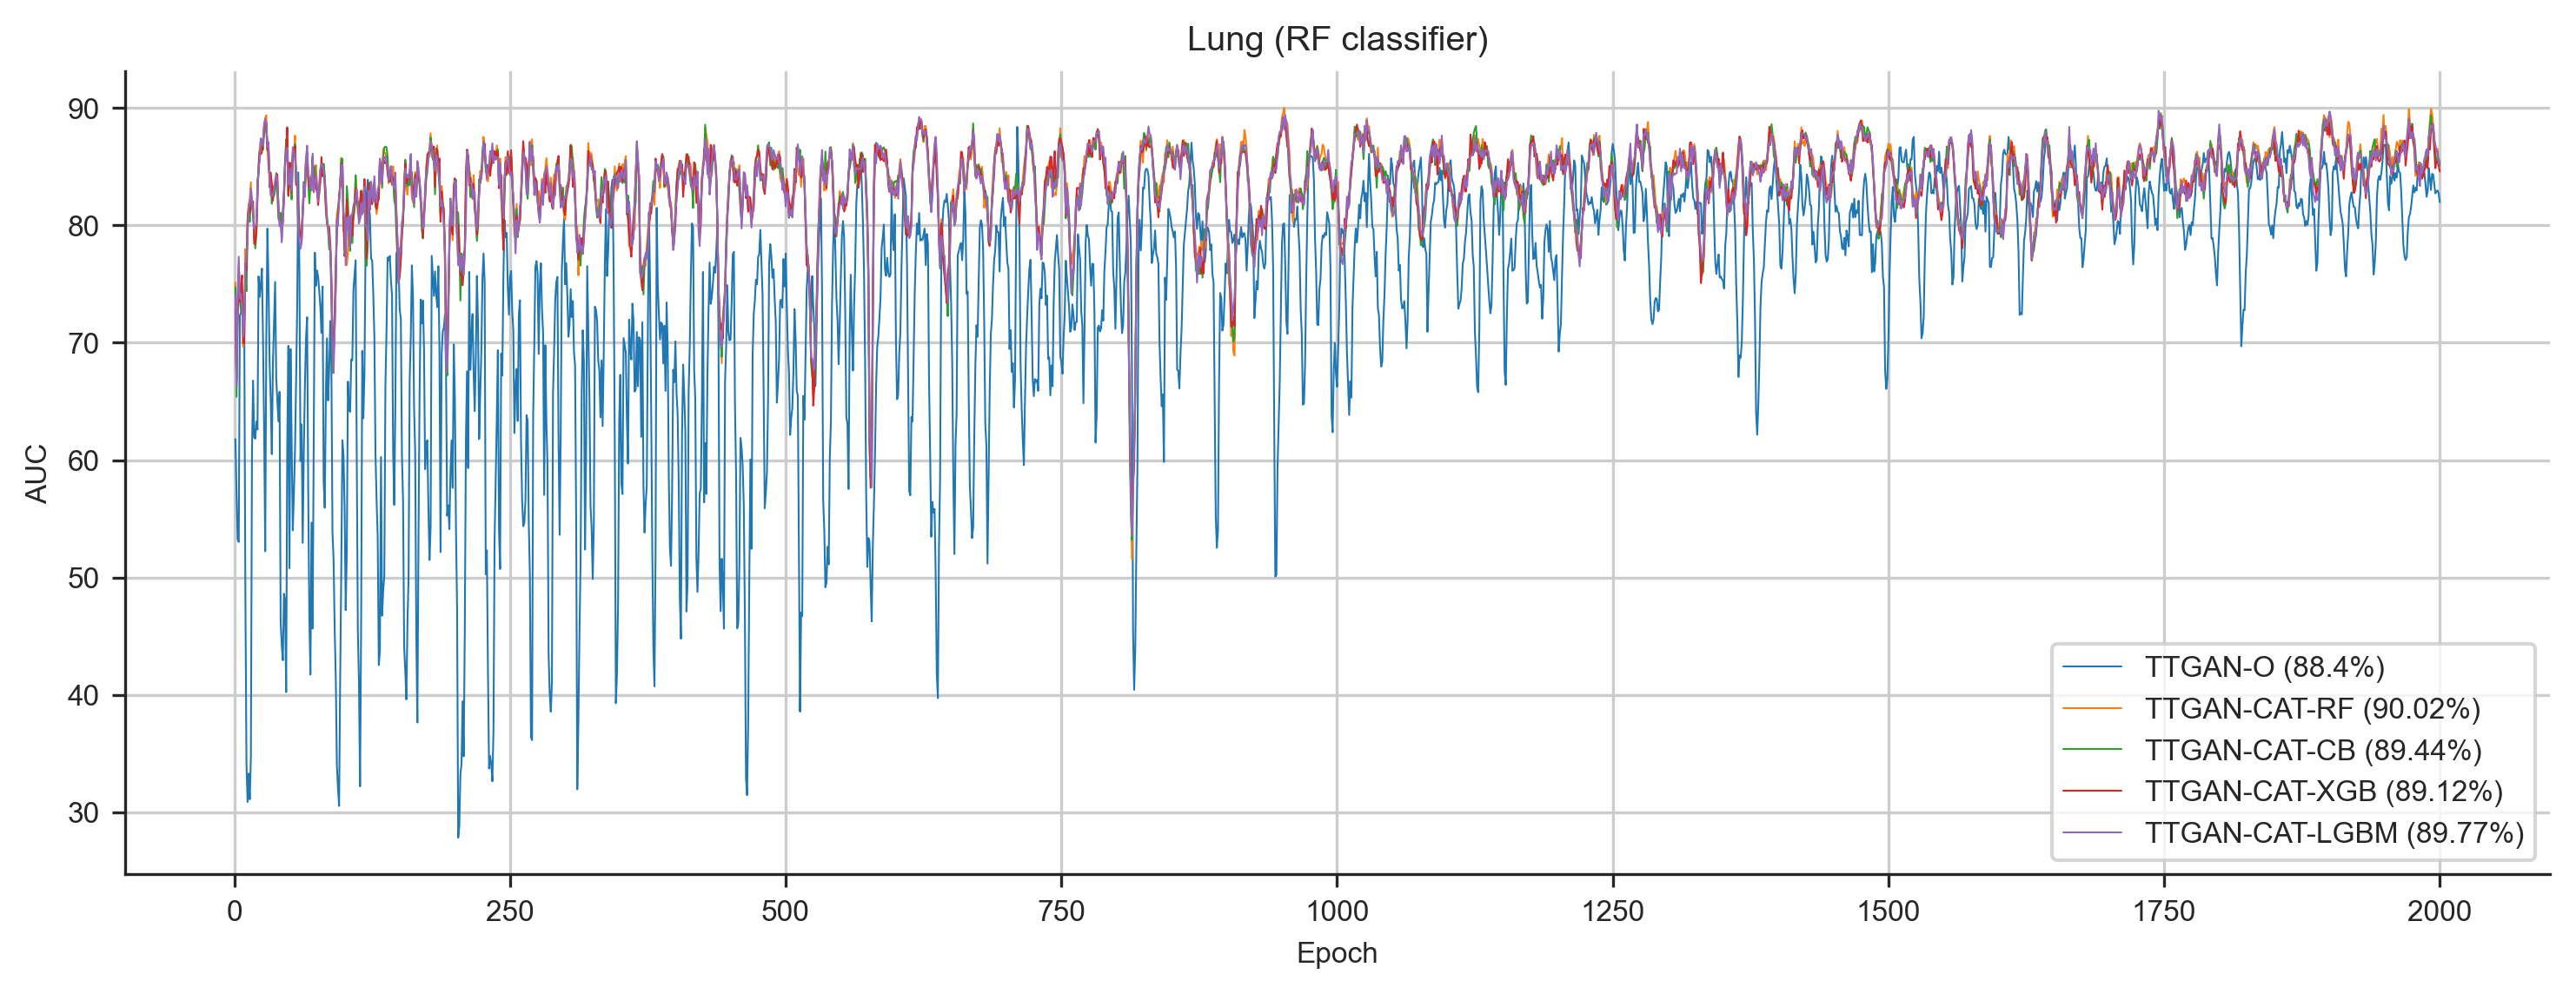 Lung (RF classifier)
90
80
70
60
50
40
30
AUC
0 250 500 750 1000 1250 1500 1750 2000
Epoch
TTGAN-O (88.4%)
TTGAN-CAT-RF (90.02%)
TTGAN-CAT-CB (89.44%)
TTGAN-CAT-XGB (89.12%)
TTGAN-CAT-LGBM (89.77%)